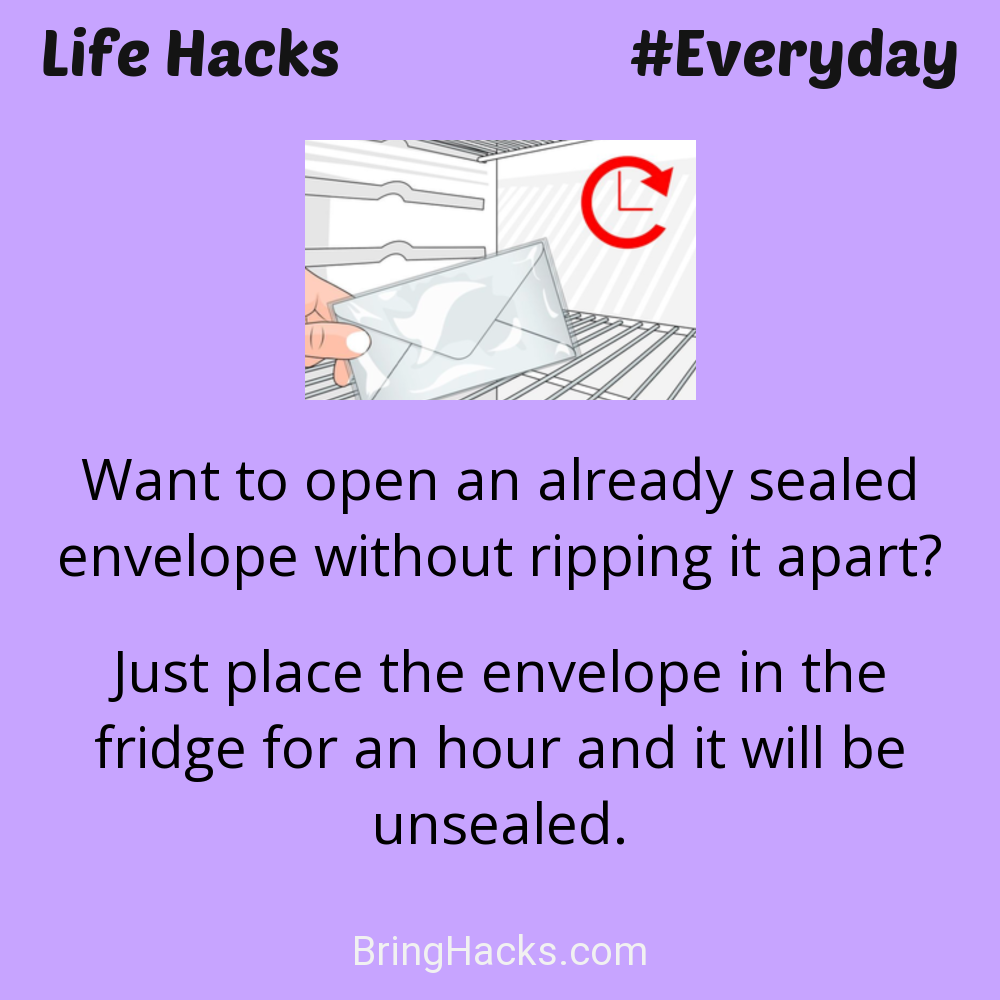 Life Hacks #Everyday
Want to open an already sealed
envelope without ripping it apart?
Just place the envelope in the
fridge for an hour and it will be
unsealed.
BringHacks.com